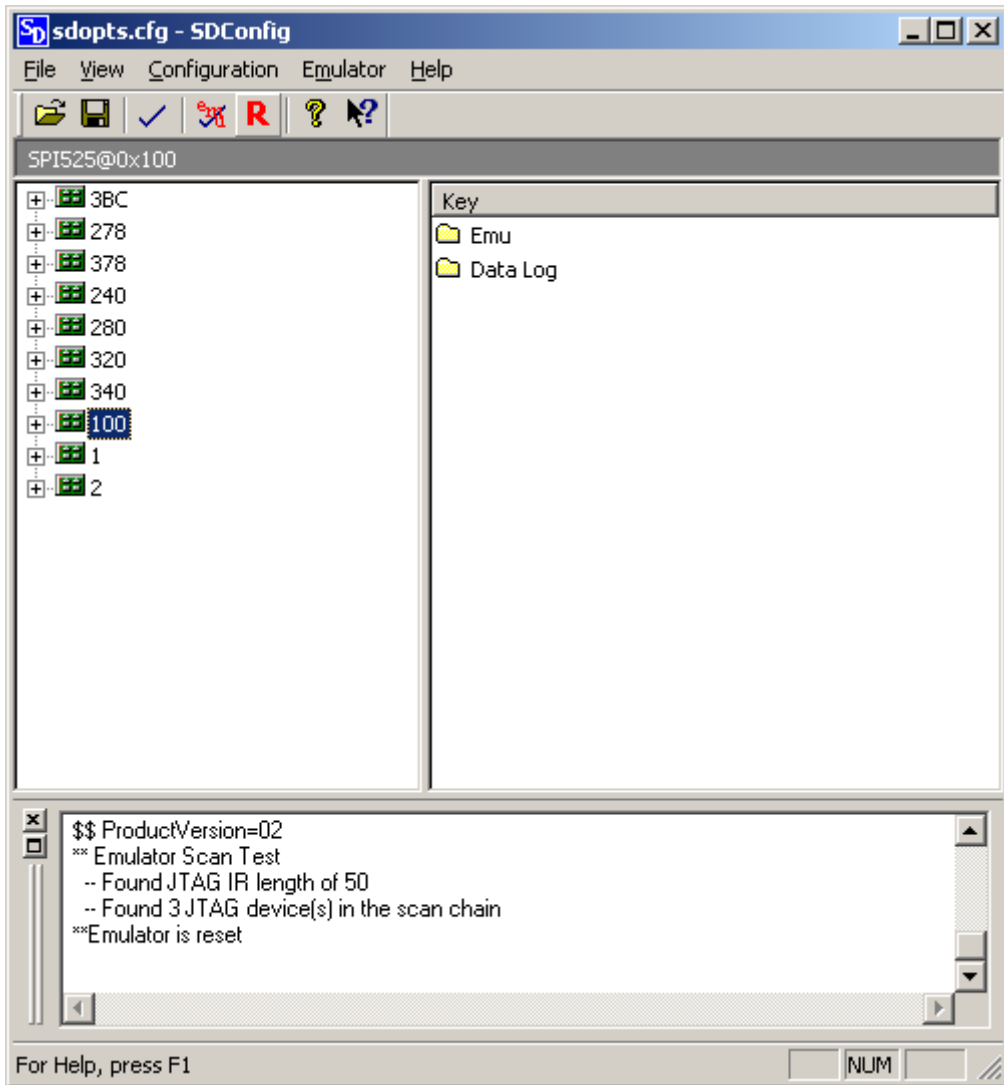 SD sdopts.cfg - SDConfig
File View Configuration Emulator Help
R ? ?
SPI525@0x100
3BC
278
378
240
280
320
340
100
1
2
Key
Emu
Data Log
$$ ProductVersion=02
** Emulator Scan Test
-- Found JTAG IR length of 50
-- Found 3 JTAG device(s) in the scan chain
**Emulator is reset
For Help, press F1
NUM